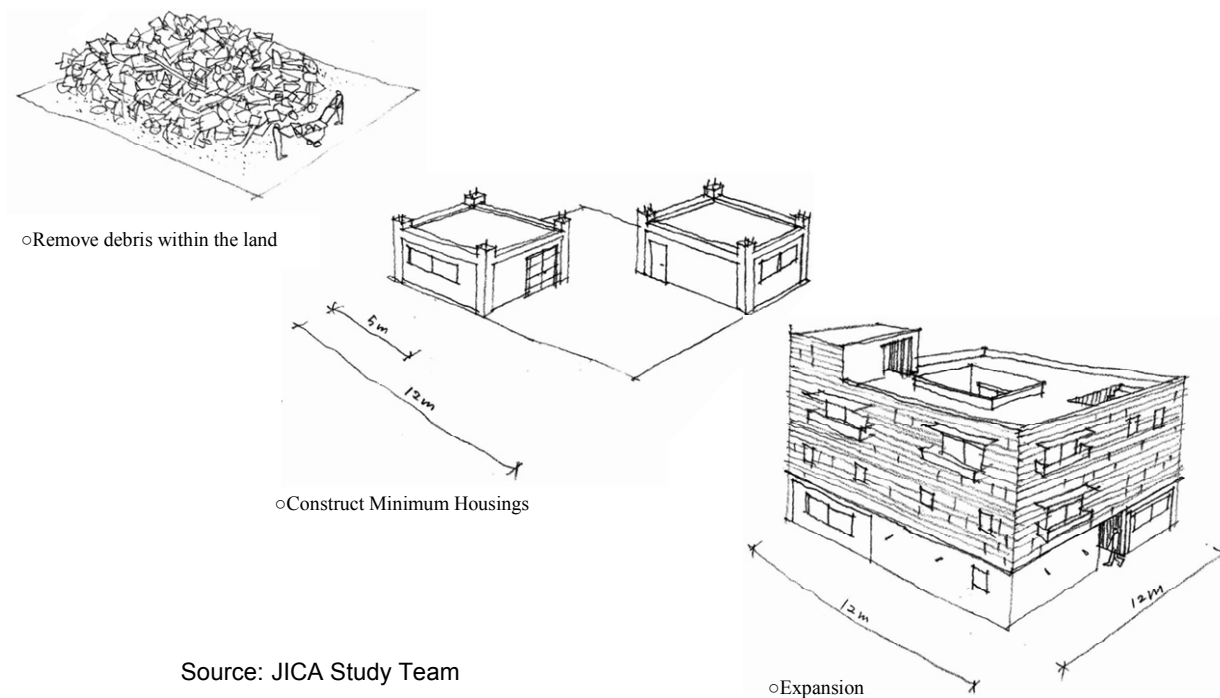 ○Remove debris within the land
5m
12m
○Construct Minimum Housings
12m
12m
Source: JICA Study Team
○Expansion